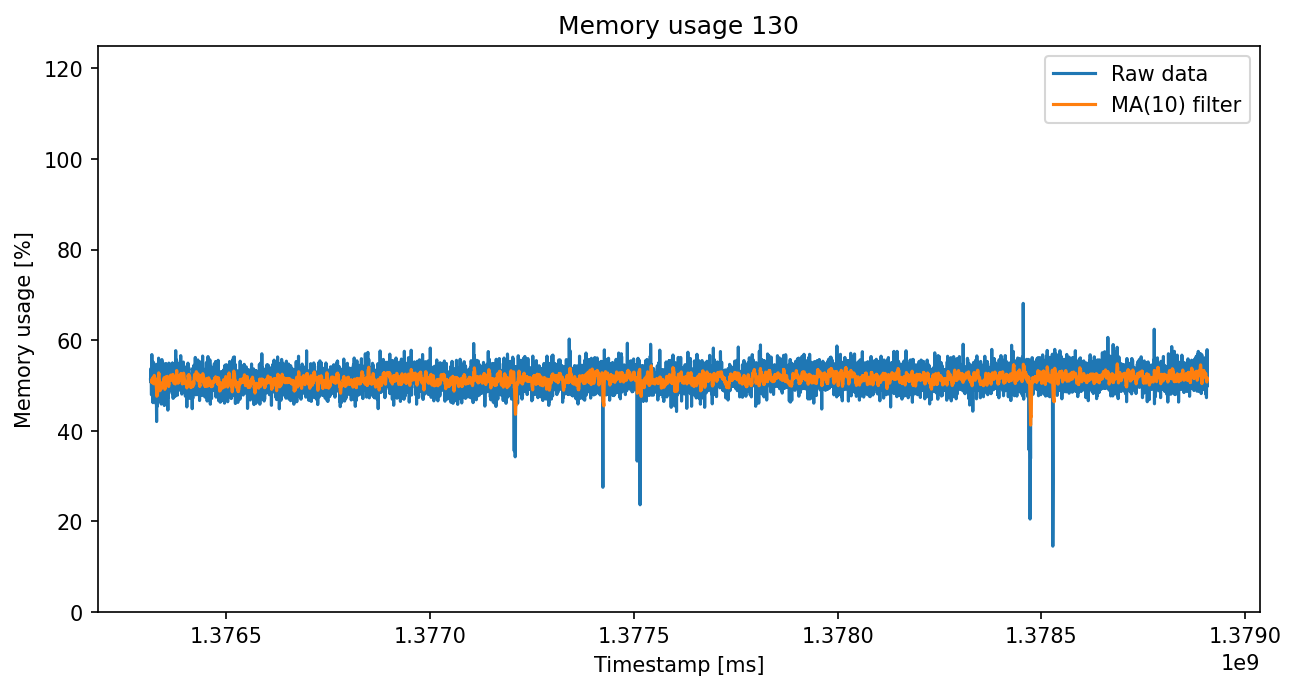 Memory usage 130
Raw data
MA(10) filter
Memory usage [%]
120
100
80
60
40
20
0
1.3765 1.3770 1.3775 1.3780 1.3785 1.3790
1e9
Timestamp [ms]